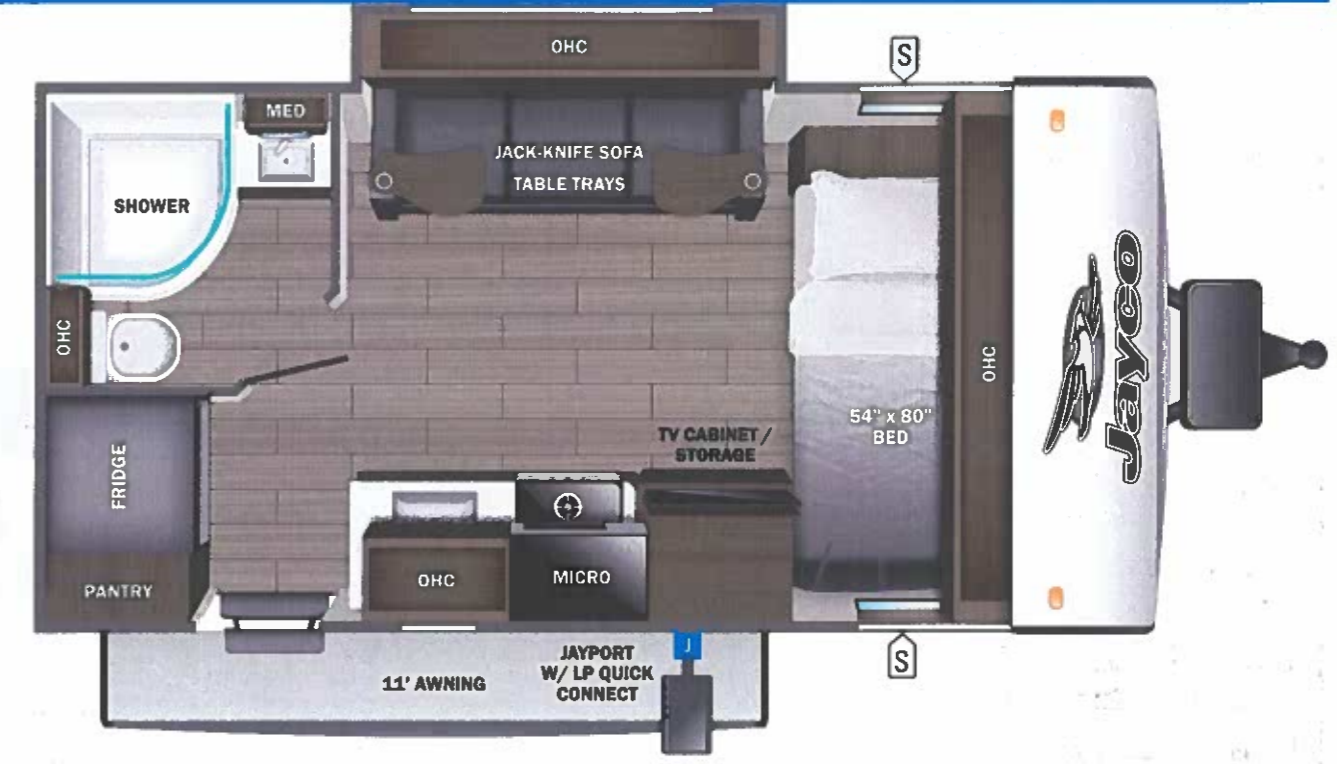 OHC
S
MED
JACK-KNIFE SOFA
TABLE TRAYS
SHOWER
OHC
OHC
Jayco
54" x 80"
BED
TV CABINET /
STORAGE
FRIDGE
PANTRY
OHC
MICRO
J
JAYPORT
W/ LP QUICK
CONNECT
11' AWNING
S